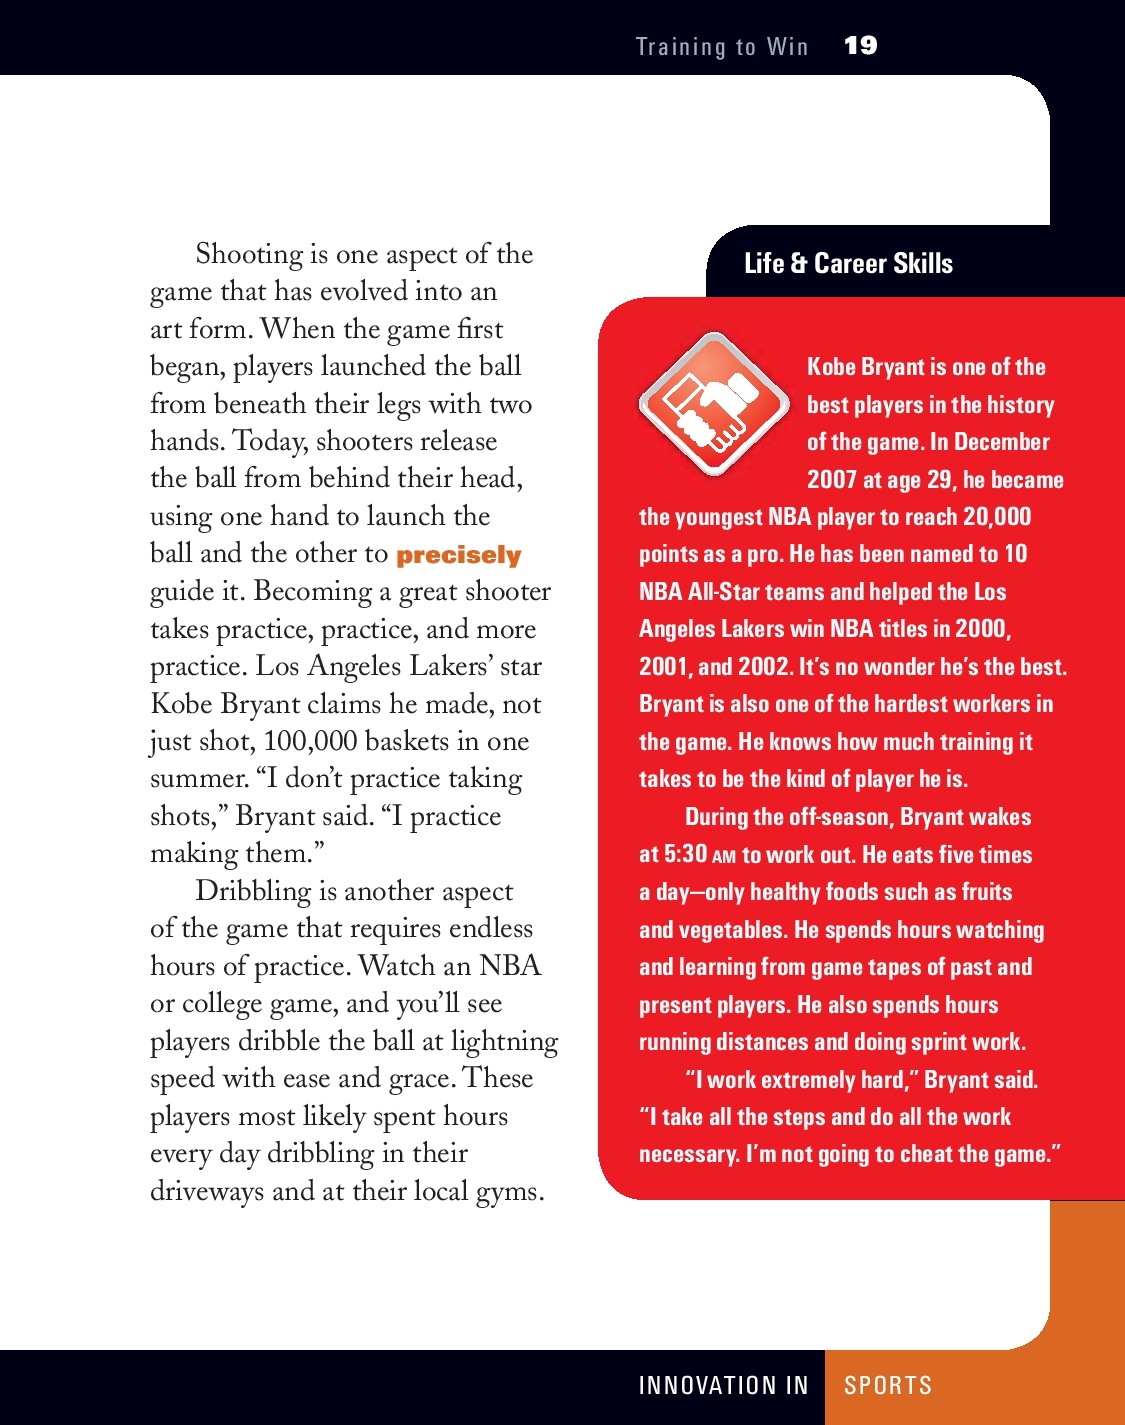 Training to Win 19
Shooting is one aspect of the
game that has evolved into an
art form. When the game first
began, players launched the ball
from beneath their legs with two
hands. Today, shooters release
the ball from behind their head,
using one hand to launch the
ball and the other to precisely
guide it. Becoming a great shooter
takes practice, practice, and more
practice. Los Angeles Lakers’ star
Kobe Bryant claims he made, not
just shot, 100,000 baskets in one
summer. “I don’t practice taking
shots,” Bryant said. “I practice
making them.”
Dribbling is another aspect
of the game that requires endless
hours of practice. Watch an NBA
or college game, and you’ll see
players dribble the ball at lightning
speed with ease and grace. These
players most likely spent hours
every day dribbling in their
driveways and at their local gyms.
Life & Career Skills
Kobe Bryant is one of the
best players in the history
of the game. In December
2007 at age 29, he became
the youngest NBA player to reach 20,000
points as a pro. He has been named to 10
NBA All-Star teams and helped the Los
Angeles Lakers win NBA titles in 2000,
2001, and 2002. It’s no wonder he’s the best.
Bryant is also one of the hardest workers in
the game. He knows how much training it
takes to be the kind of player he is.
During the off-season, Bryant wakes
at 5:30 AM to work out. He eats five times
a day—only healthy foods such as fruits
and vegetables. He spends hours watching
and learning from game tapes of past and
present players. He also spends hours
running distances and doing sprint work.
“I work extremely hard,” Bryant said.
“I take all the steps and do all the work
necessary. I’m not going to cheat the game.”
INNOVATION IN SPORTS